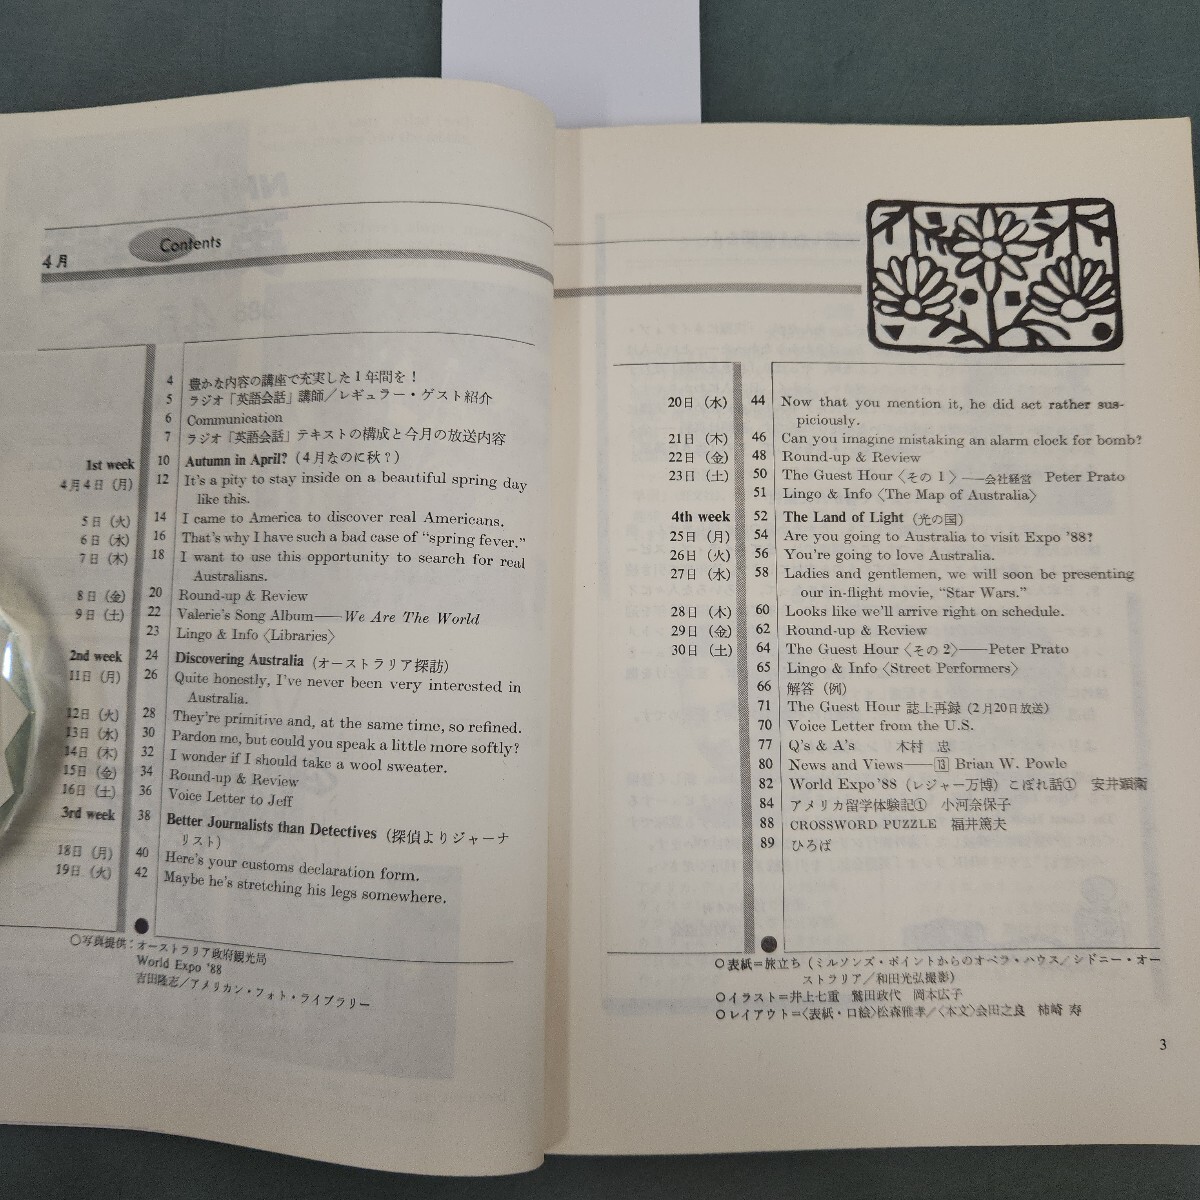 4月
Contents
4 豊かな内容の講座で充実した1年間を！
5 ラジオ「英語会話」講師／レギュラー・ゲスト紹介
6 Communication
7 ラジオ「英語会話」テキストの構成と今月の放送内容
1st week 10 Autumn in April?（4月なのに秋？）
4月4日（月） 12 It's a pity to stay inside on a beautiful spring day
like this.
5日（火） 14 I came to America to discover real Americans.
6日（水） 16 That's why I have such a bad case of "spring fever."
7日（木） 18 I want to use this opportunity to search for real
Australians.
8日（金） 20 Round-up & Review
9日（土） 22 Valerie's Song Album——We Are The World
23 Lingo & Info〈Libraries〉
2nd week 24 Discovering Australia（オーストラリア探訪）
11日（月） 26 Quite honestly, I've never been very interested in
Australia.
12日（火） 28 They're primitive and, at the same time, so refined.
13日（水） 30 Pardon me, but could you speak a little more softly?
14日（木） 32 I wonder if I should take a wool sweater.
15日（金） 34 Round-up & Review
16日（土） 36 Voice Letter to Jeff
3rd week 38 Better Journalists than Detectives（探偵よりジャーナ
リスト）
18日（月） 40 Here's your customs declaration form.
19日（火） 42 Maybe he's stretching his legs somewhere.
○写真提供：オーストラリア政府観光局
World Expo '88
吉田隆志／アメリカン・フォト・ライブラリー
20日（水） 44 Now that you mention it, he did act rather sus-
piciously.
21日（木） 46 Can you imagine mistaking an alarm clock for bomb?
22日（金） 48 Round-up & Review
23日（土） 50 The Guest Hour〈その1〉——会社経営 Peter Prato
51 Lingo & Info〈The Map of Australia〉
4th week 52 The Land of Light（光の国）
25日（月） 54 Are you going to Australia to visit Expo '88?
26日（火） 56 You're going to love Australia.
27日（水） 58 Ladies and gentlemen, we will soon be presenting
our in-flight movie, "Star Wars."
28日（木） 60 Looks like we'll arrive right on schedule.
29日（金） 62 Round-up & Review
30日（土） 64 The Guest Hour〈その2〉——Peter Prato
65 Lingo & Info〈Street Performers〉
66 解答（例）
71 The Guest Hour 誌上再録（2月20日放送）
70 Voice Letter from the U.S.
77 Q's & A's 木村 忠
80 News and Views——13 Brian W. Powle
82 World Expo '88（レジャー万博）こぼれ話① 安井顕衛
84 アメリカ留学体験記① 小河奈保子
88 CROSSWORD PUZZLE 福井篤夫
89 ひろば
○表紙＝旅立ち（ミルソンズ・ポイントからのオペラ・ハウス／シドニー・オー
ストラリア／和田光弘撮影）
○イラスト＝井上七重 鷲田政代 岡本広子
○レイアウト＝〈表紙・口絵〉松森雅孝／〈本文〉会田之良 柿崎 寿
3